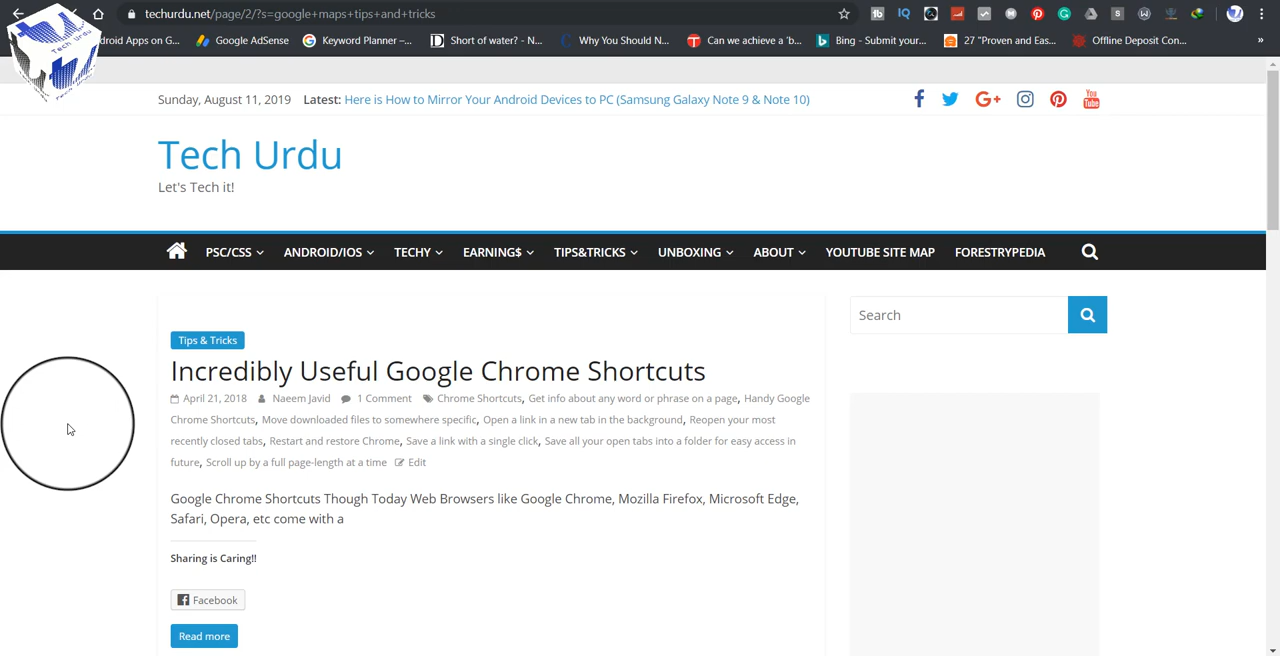 techurdu.net/page/2/?s=google+maps+tips+and+tricks
droid Apps on G... Google AdSense Keyword Planner –... Short of water? - N... Why You Should N... Can we achieve a 'b... Bing - Submit your... 27 "Proven and Eas... Offline Deposit Con... »
Tech Urdu
Sunday, August 11, 2019 Latest: Here is How to Mirror Your Android Devices to PC (Samsung Galaxy Note 9 & Note 10)
Tech Urdu
Let's Tech it!
PSC/CSS ANDROID/IOS TECHY EARNING$ TIPS&TRICKS UNBOXING ABOUT YOUTUBE SITE MAP FORESTRYPEDIA
Search
Tips & Tricks
Incredibly Useful Google Chrome Shortcuts
April 21, 2018 Naeem Javid 1 Comment Chrome Shortcuts, Get info about any word or phrase on a page, Handy Google
Chrome Shortcuts, Move downloaded files to somewhere specific, Open a link in a new tab in the background, Reopen your most
recently closed tabs, Restart and restore Chrome, Save a link with a single click, Save all your open tabs into a folder for easy access in
future, Scroll up by a full page-length at a time Edit
Google Chrome Shortcuts Though Today Web Browsers like Google Chrome, Mozilla Firefox, Microsoft Edge,
Safari, Opera, etc come with a
Sharing is Caring!!
Facebook
Read more